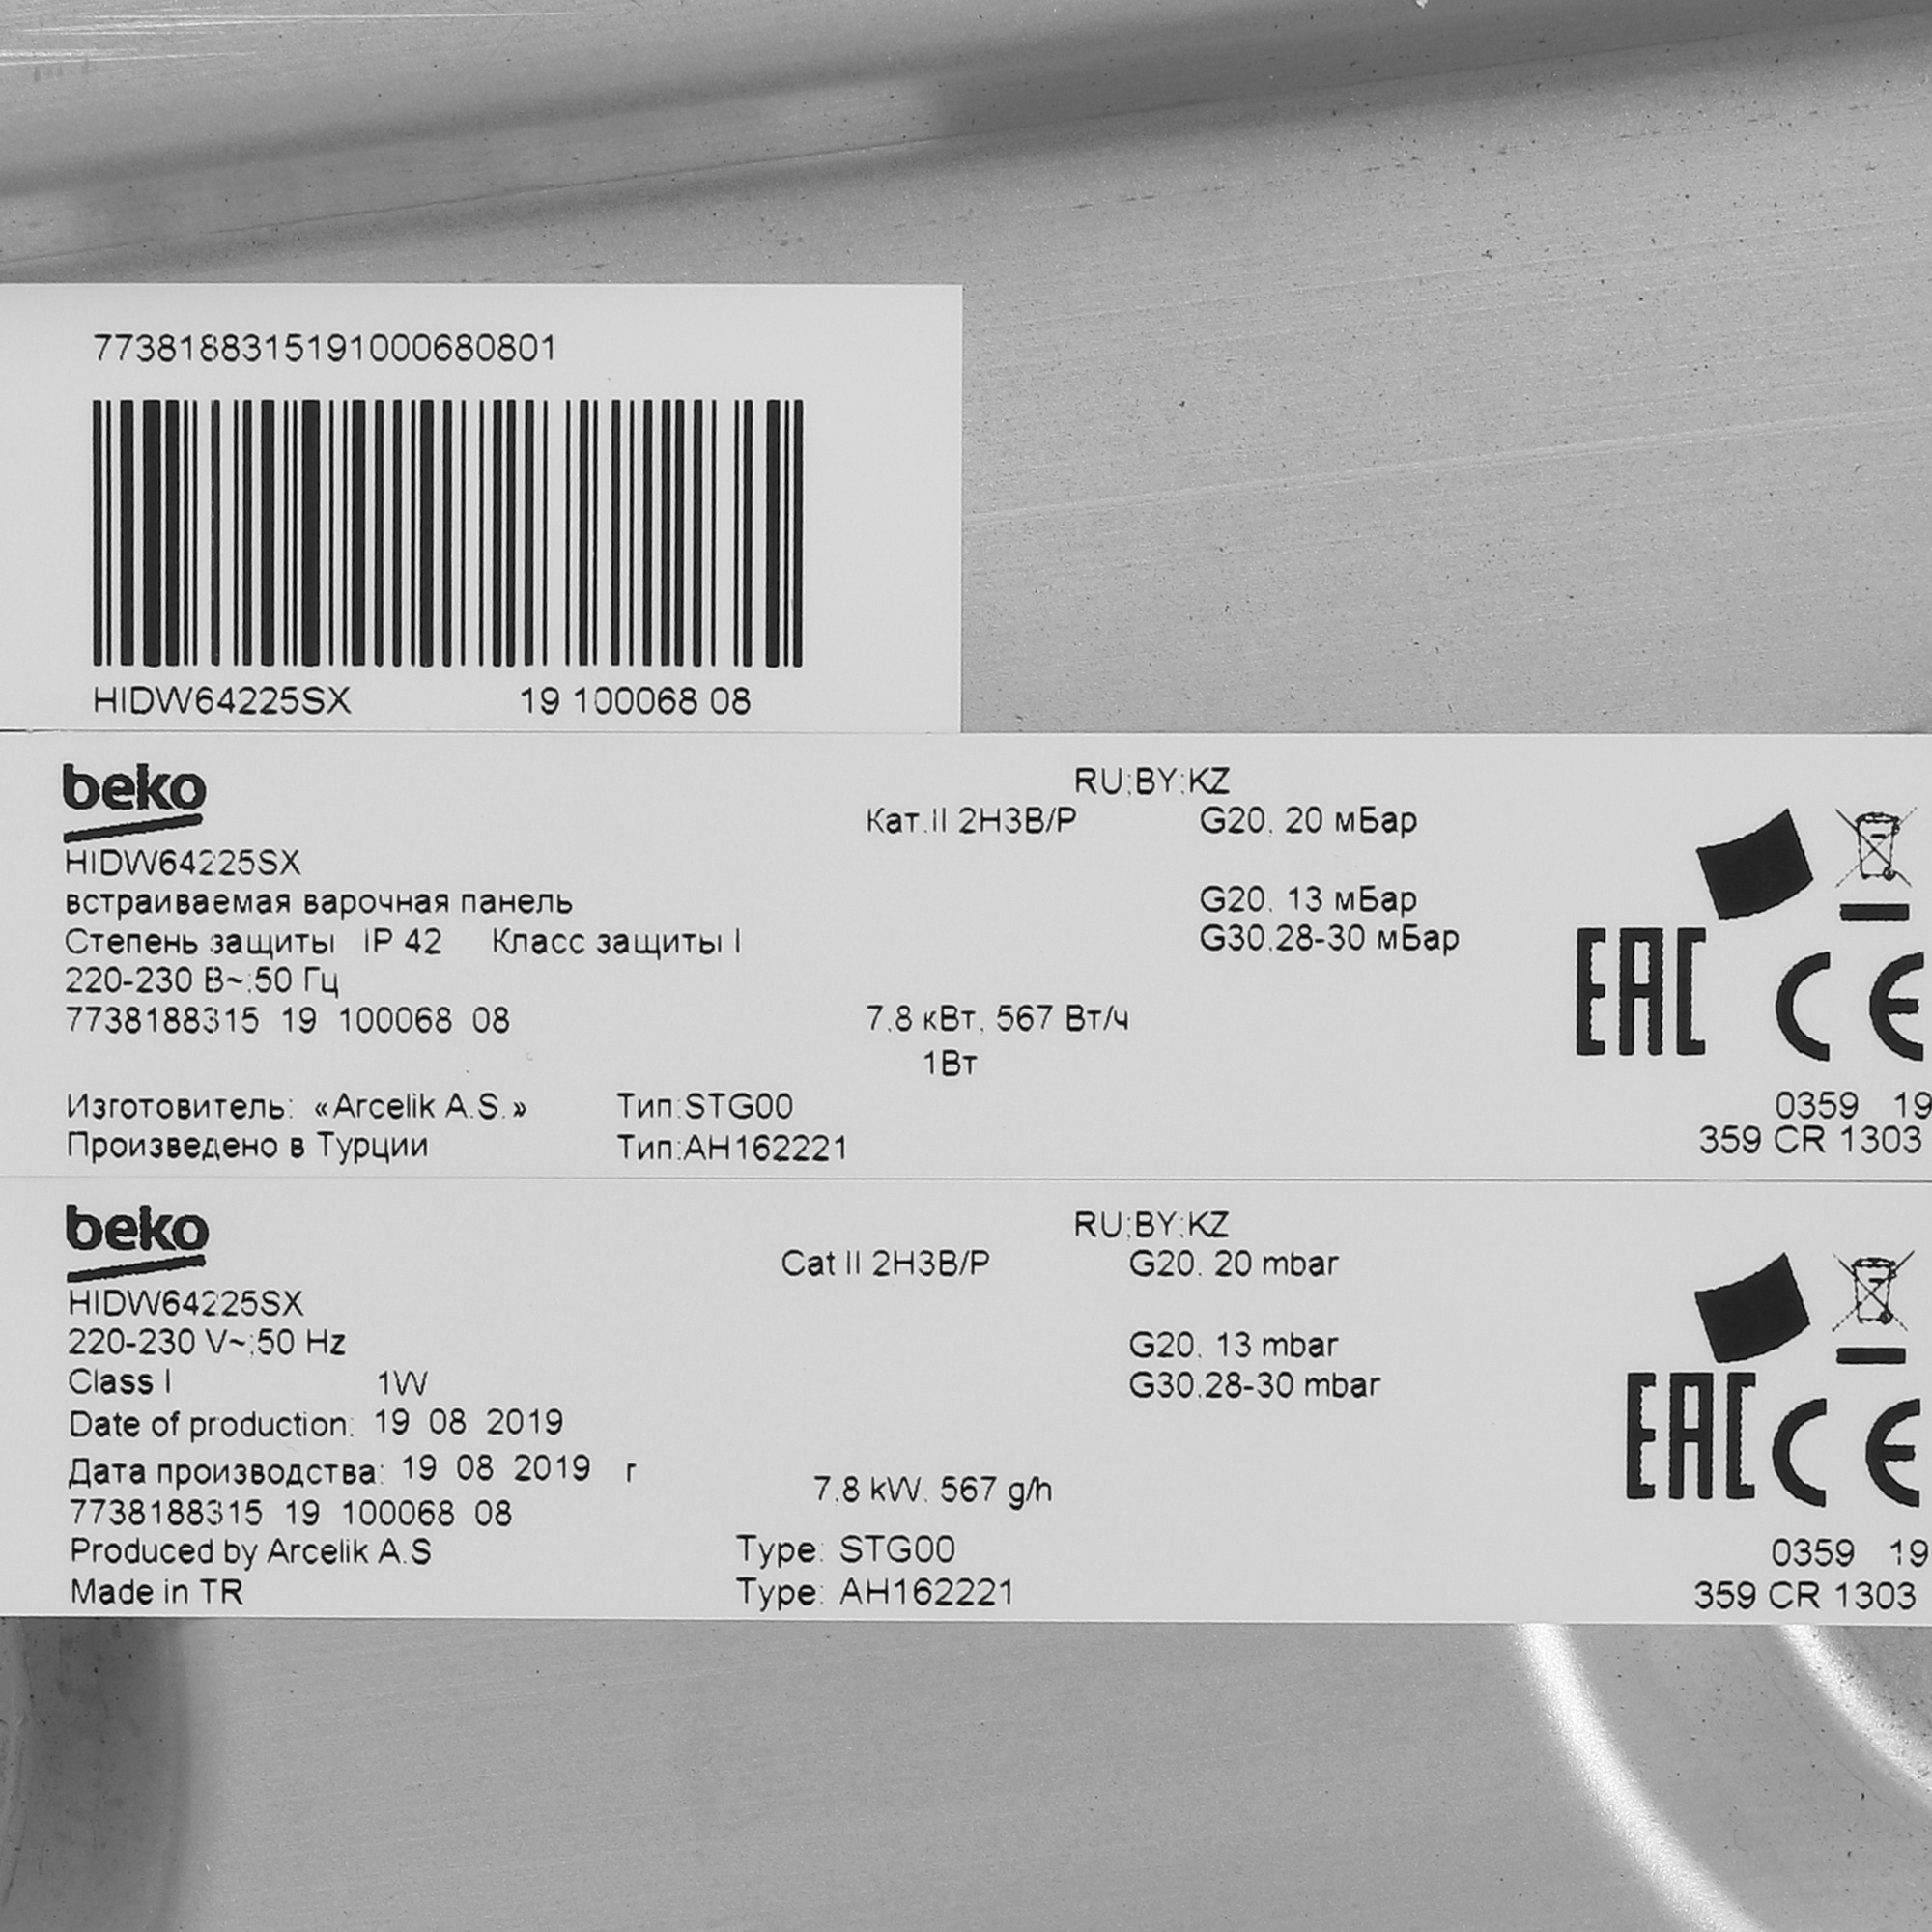 7738188315191000680801
HIDW64225SX 19 100068 08
beko
RU;BY;KZ
Кат.II 2H3B/P G20, 20 мБар
HIDW64225SX
встраиваемая варочная панель G20, 13 мБар
Степень защиты IP 42 Класс защиты I G30,28-30 мБар
220-230 В~;50 Гц
7738188315 19 100068 08 7,8 кВт, 567 Вт/ч
1Вт
EAC CE
Изготовитель: «Arcelik A.S.» Тип:STG00 0359 19
Произведено в Турции Тип:AH162221 359 CR 1303
beko
RU;BY;KZ
Cat II 2H3B/P G20, 20 mbar
HIDW64225SX
220-230 V~;50 Hz G20, 13 mbar
Class I 1W G30,28-30 mbar
Date of production: 19 08 2019
EAC CE
Дата производства: 19 08 2019 г
7,8 kW, 567 g/h
7738188315 19 100068 08
Produced by Arcelik A.S Type: STG00 0359 19
Made in TR Type: AH162221 359 CR 1303